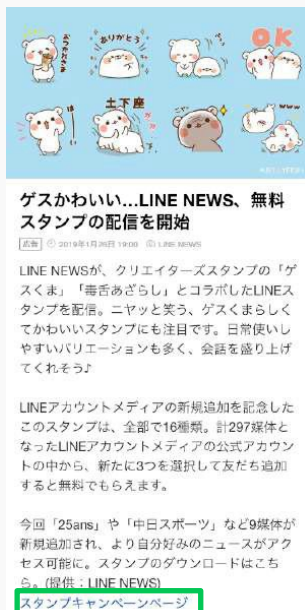 おつかれさま
ありがとう
OK
はーい
土下座
www
ゲスかわいい...LINE NEWS、無料
スタンプの配信を開始
広告 2019年1月26日 19:00 LINE NEWS
LINE NEWSが、クリエイターズスタンプの「ゲ
スくま」「毒舌あざらし」とコラボしたLINEス
タンプを配信。ニヤッと笑う、ゲスくまらしく
てかわいいスタンプにも注目です。日常使いし
やすいバリエーションも多く、会話を盛り上げ
てくれそう♪
LINEアカウントメディアの新規追加を記念した
このスタンプは、全部で16種類。計297媒体と
なったLINEアカウントメディアの公式アカウン
トの中から、新たに3つを選択して友だち追加
すると無料でもらえます。
今回「25ans」や「中日スポーツ」など9媒体が
新規追加され、より自分好みのニュースがアク
セス可能に。スタンプのダウンロードはこち
ら。(提供：LINE NEWS)
スタンプキャンペーンページ